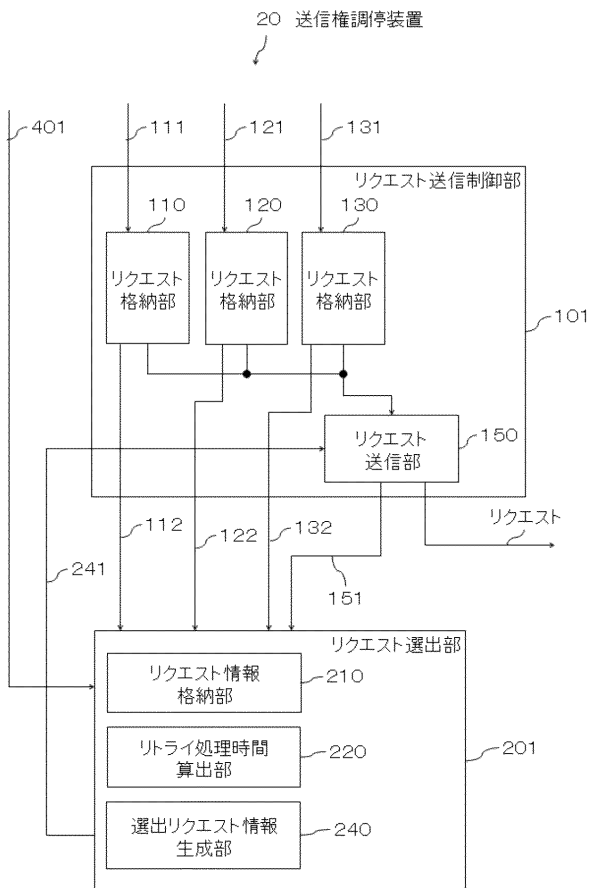 20 送信権調停装置
401
111
121
131
リクエスト送信制御部
110
120
130
リクエスト
格納部
リクエスト
格納部
リクエスト
格納部
101
リクエスト
送信部
150
リクエスト
112
122
132
151
241
リクエスト選出部
リクエスト情報
格納部
210
リトライ処理時間
算出部
220
201
選出リクエスト情報
生成部
240